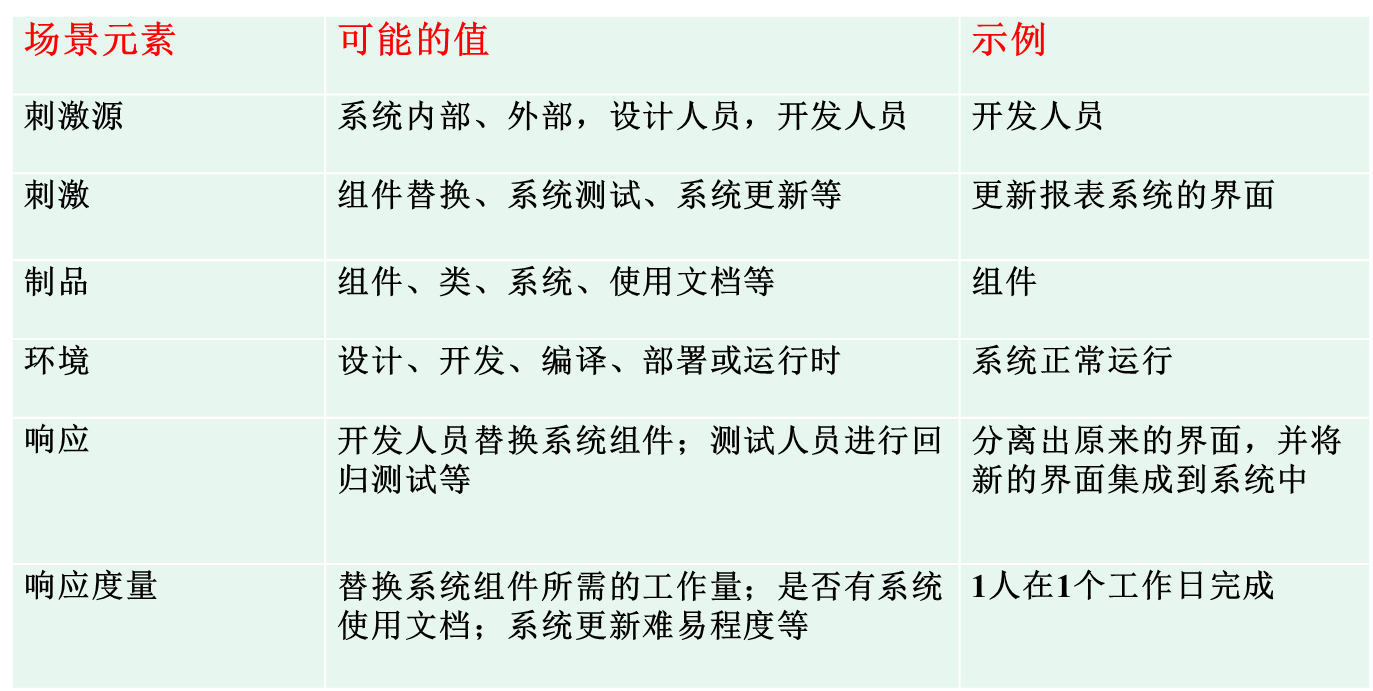 场景元素
可能的值
示例
刺激源
系统内部、外部，设计人员，开发人员
开发人员
刺激
组件替换、系统测试、系统更新等
更新报表系统的界面
制品
组件、类、系统、使用文档等
组件
环境
设计、开发、编译、部署或运行时
系统正常运行
响应
开发人员替换系统组件；测试人员进行回
归测试等
分离出原来的界面，并将
新的界面集成到系统中
响应度量
替换系统组件所需的工作量；是否有系统
使用文档；系统更新难易程度等
1人在1个工作日完成